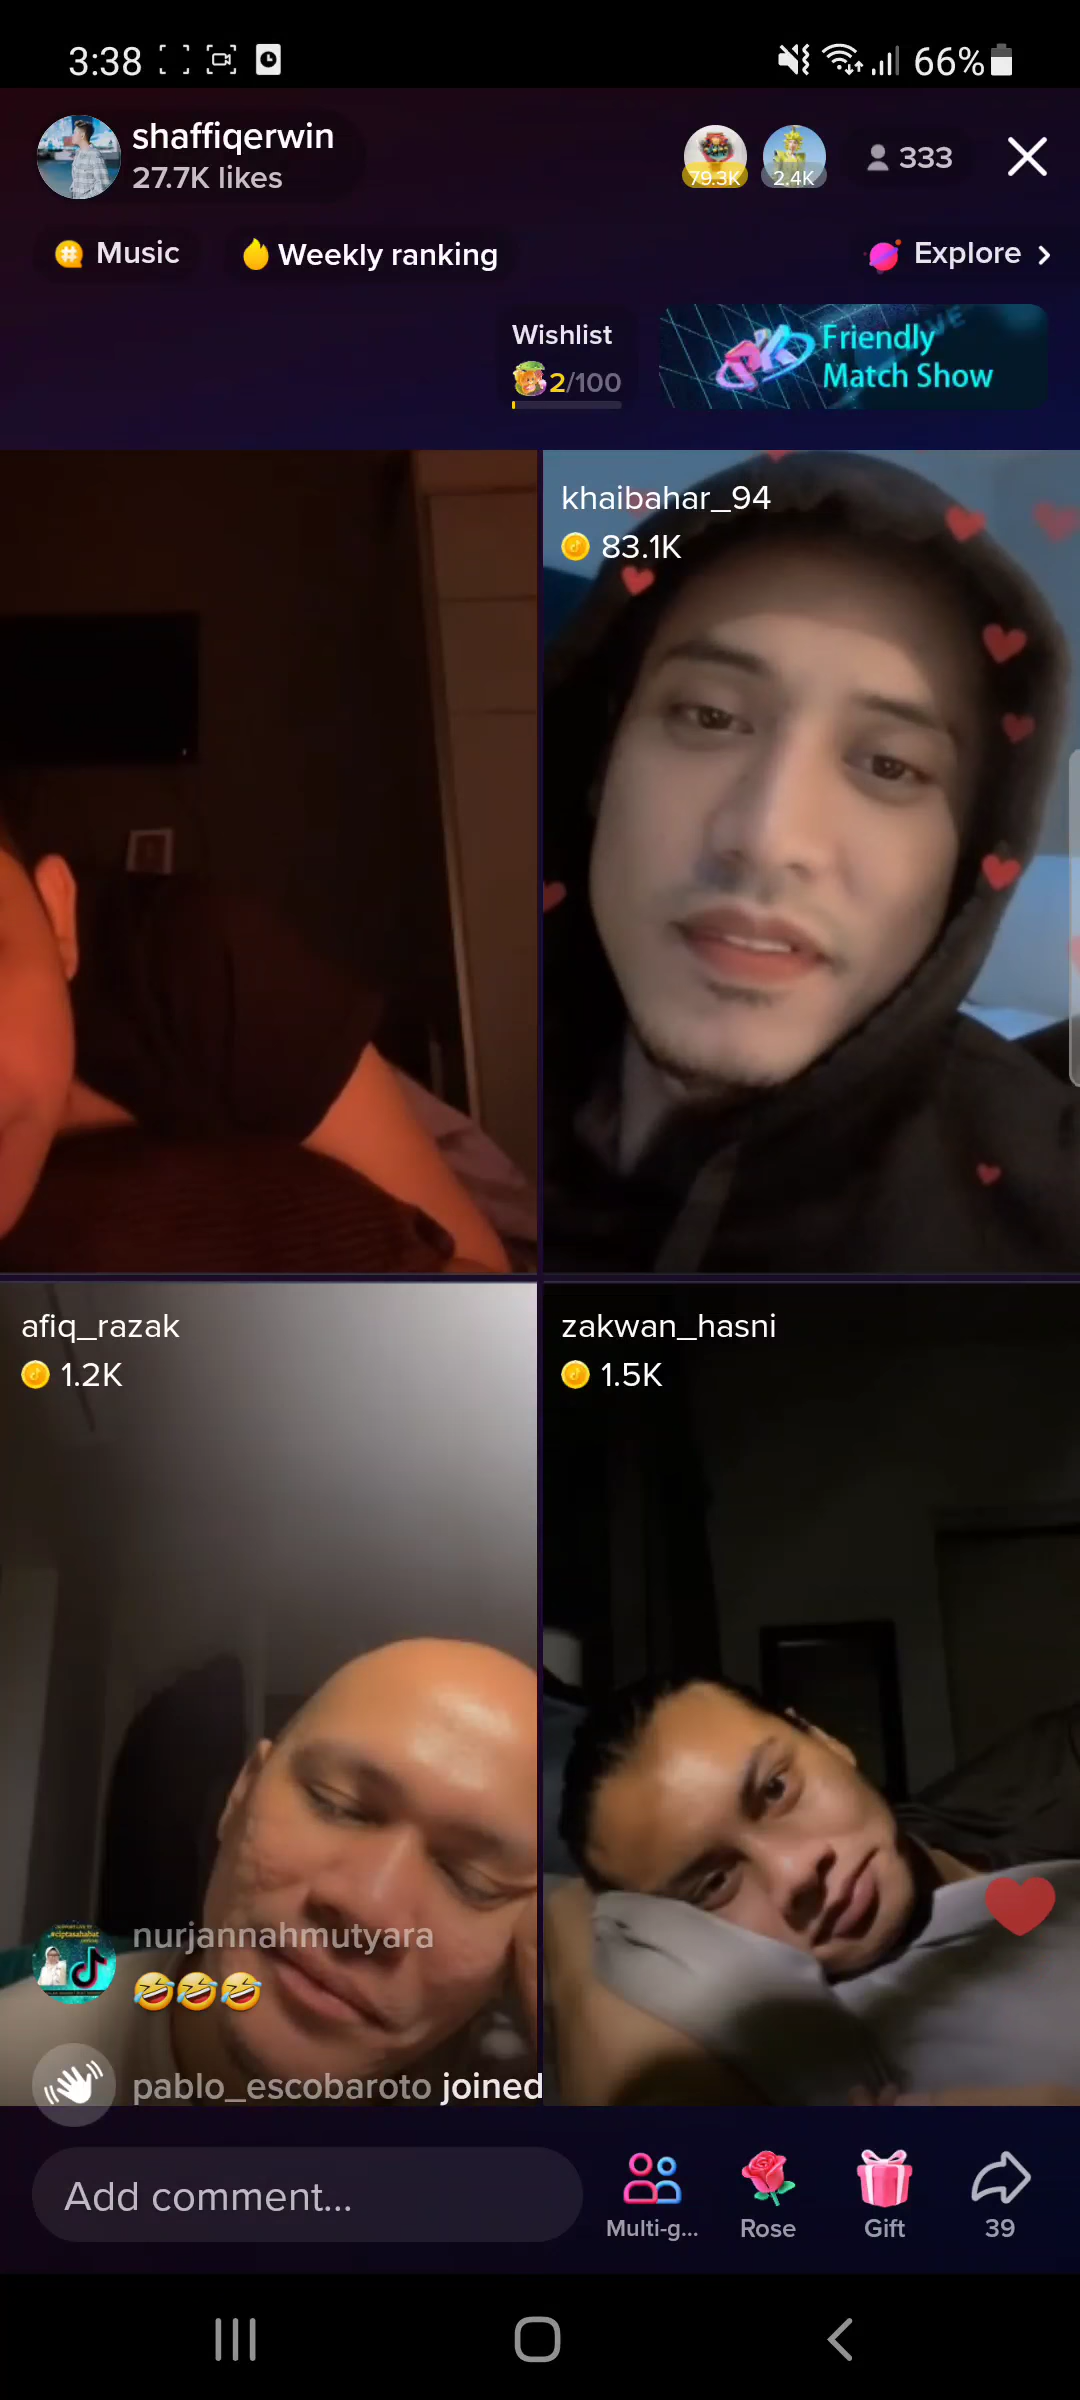 3:38
66%
shaffiqerwin
27.7K likes
79.3K
2.4K
333
Music
Weekly ranking
Explore
Wishlist
2/100
Friendly
Match Show
khaibahar_94
83.1K
afiq_razak
1.2K
zakwan_hasni
1.5K
nurjannahmutyara
pablo_escobaroto joined
Add comment...
Multi-g...
Rose
Gift
39